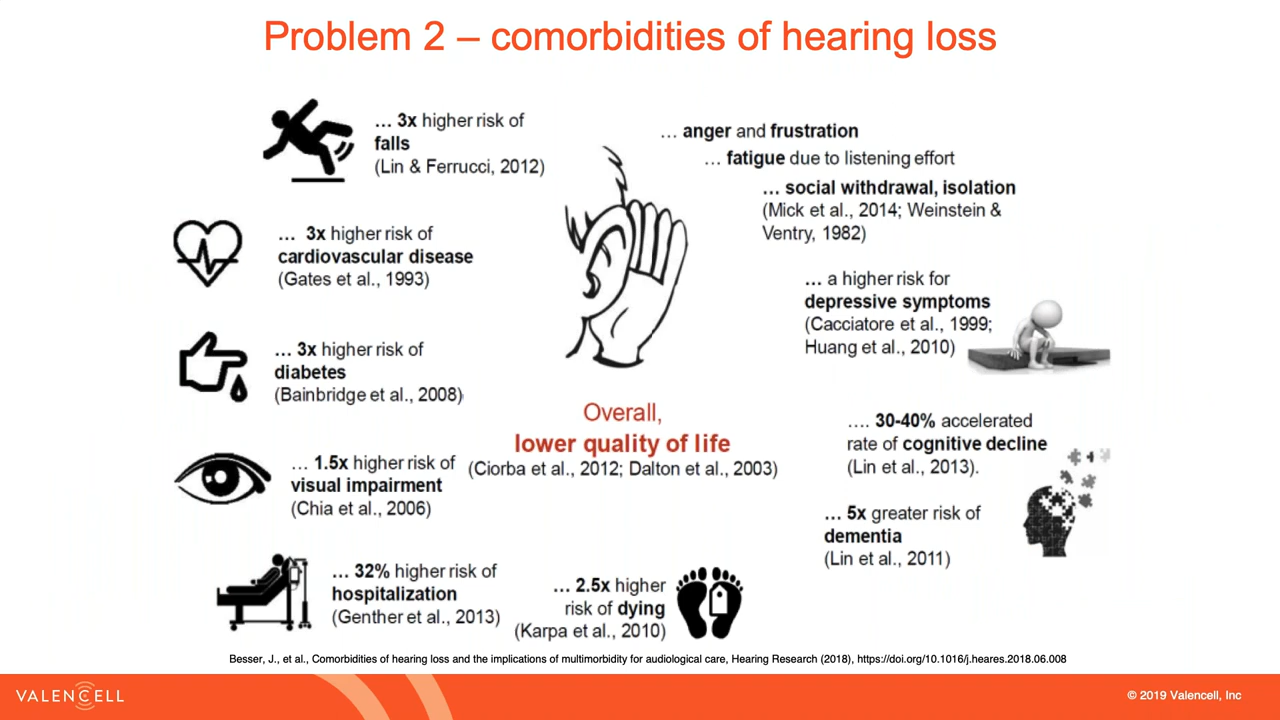 Problem 2 – comorbidities of hearing loss
... 3x higher risk of
falls
(Lin & Ferrucci, 2012)
... 3x higher risk of
cardiovascular disease
(Gates et al., 1993)
... 3x higher risk of
diabetes
(Bainbridge et al., 2008)
... 1.5x higher risk of
visual impairment
(Chia et al., 2006)
... 32% higher risk of
hospitalization
(Genther et al., 2013)
... 2.5x higher
risk of dying
(Karpa et al., 2010)
Overall,
lower quality of life
(Ciorba et al., 2012; Dalton et al., 2003)
... anger and frustration
... fatigue due to listening effort
... social withdrawal, isolation
(Mick et al., 2014; Weinstein &
Ventry, 1982)
... a higher risk for
depressive symptoms
(Cacciatore et al., 1999;
Huang et al., 2010)
.... 30-40% accelerated
rate of cognitive decline
(Lin et al., 2013).
... 5x greater risk of
dementia
(Lin et al., 2011)
Besser, J., et al., Comorbidities of hearing loss and the implications of multimorbidity for audiological care, Hearing Research (2018), https://doi.org/10.1016/j.heares.2018.06.008
VALENCELL
© 2019 Valencell, Inc